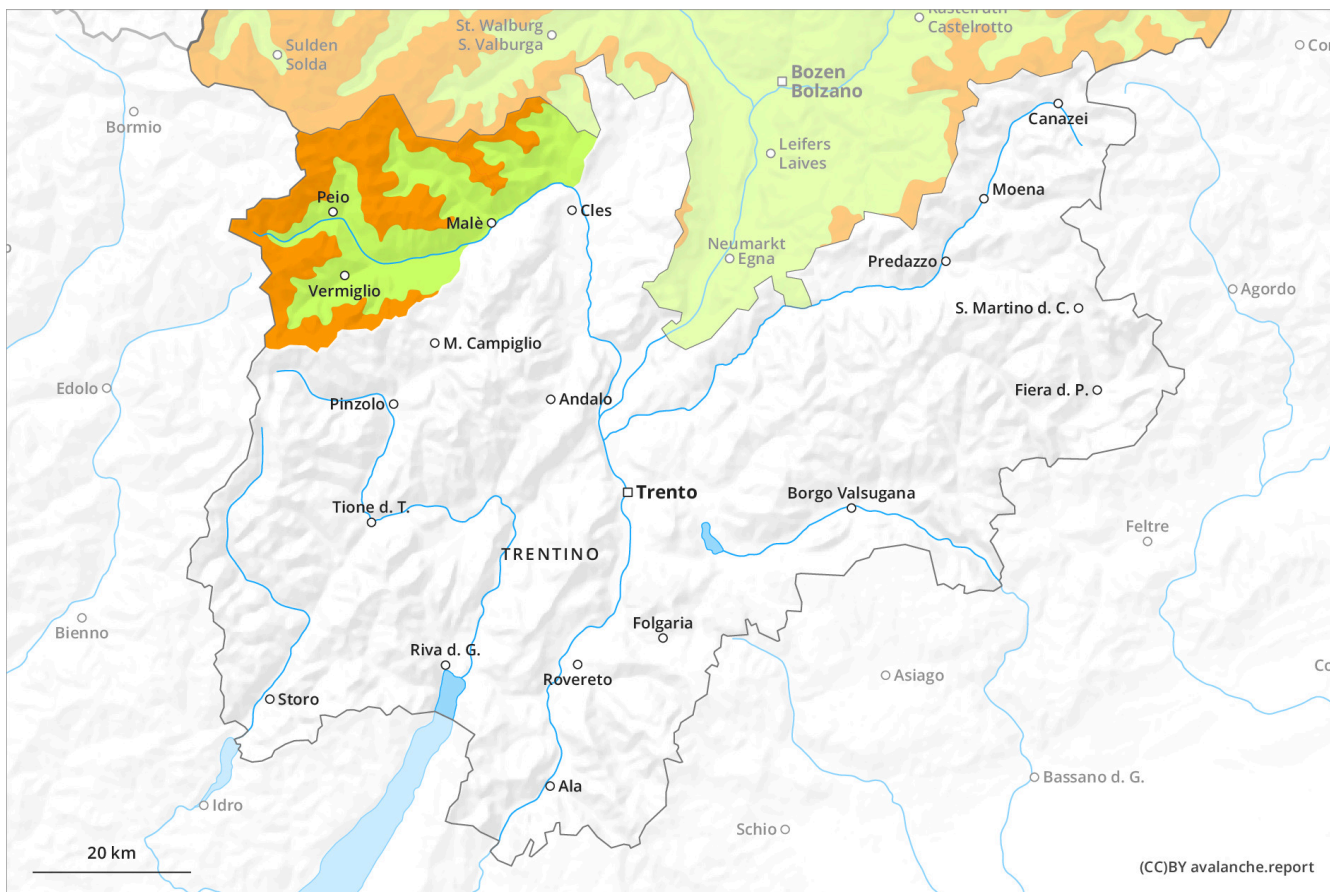 Kastelruth
Castelrotto
St. Walburg
S. Valburga
Sulden
Solda
Bozen
Bolzano
Bormio
Canazei
Leifers
Laives
Moena
Peio
Cles
Malè
Neumarkt
Egna
Predazzo
Vermiglio
Agordo
S. Martino d. C.
M. Campiglio
Edolo
Fiera d. P.
Andalo
Pinzolo
Trento
Borgo Valsugana
Tione d. T.
Feltre
TRENTINO
Bienno
Folgaria
Riva d. G.
Rovereto
Asiago
Storo
Bassano d. G.
Ala
Idro
Schio
20 km
(CC)BY avalanche.report